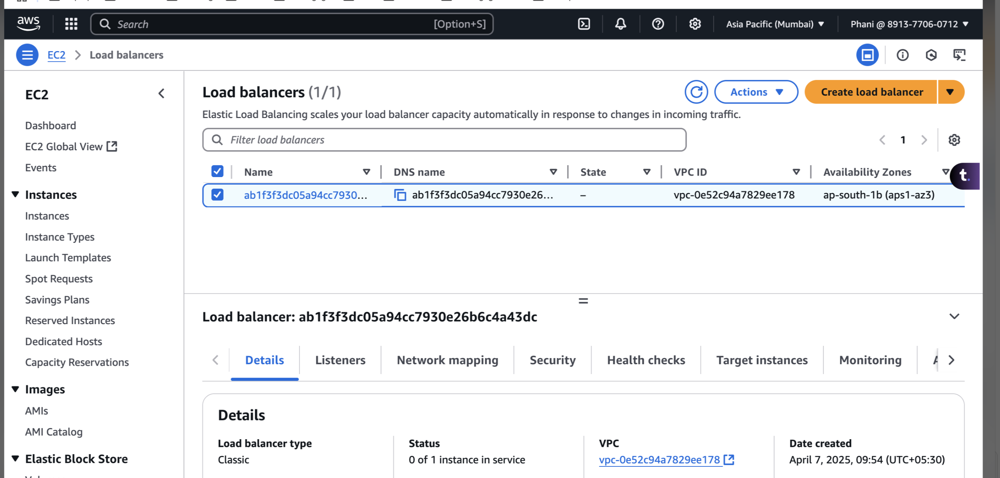 aws
Search [Option+S]
Asia Pacific (Mumbai) Phani @ 8913-7706-0712
EC2 Load balancers
EC2
Dashboard
EC2 Global View
Events
Instances
Instances
Instance Types
Launch Templates
Spot Requests
Savings Plans
Reserved Instances
Dedicated Hosts
Capacity Reservations
Images
AMIs
AMI Catalog
Elastic Block Store
Load balancers (1/1)
Actions
Create load balancer
Elastic Load Balancing scales your load balancer capacity automatically in response to changes in incoming traffic.
Filter load balancers
1
Name DNS name State VPC ID Availability Zones
t.
ab1f3f3dc05a94cc7930... ab1f3f3dc05a94cc7930e26... – vpc-0e52c94a7829ee178 ap-south-1b (aps1-az3)
Load balancer: ab1f3f3dc05a94cc7930e26b6c4a43dc
Details Listeners Network mapping Security Health checks Target instances Monitoring
Details
Load balancer type Status VPC Date created
Classic 0 of 1 instance in service vpc-0e52c94a7829ee178 April 7, 2025, 09:54 (UTC+05:30)